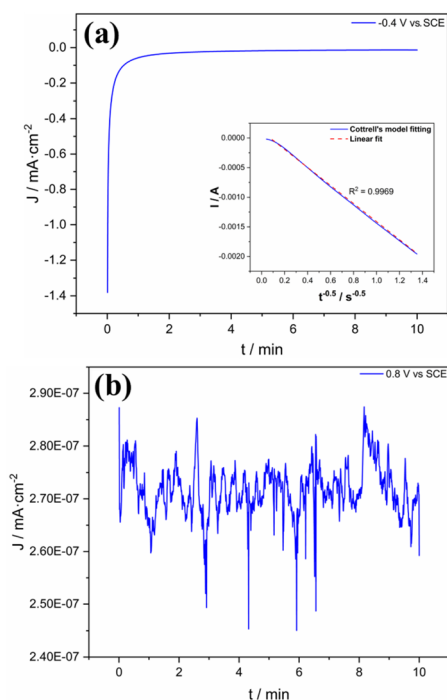 (a)
-0.4 V vs. SCE
0.0
-0.2
-0.4
-0.6
-0.8
-1.0
-1.2
-1.4
J / mA·cm⁻²
0 2 4 6 8 10
t / min
Cottrell's model fitting
Linear fit
R² = 0.9969
0.0000
-0.0005
-0.0010
-0.0015
-0.0020
I / A
0.0 0.2 0.4 0.6 0.8 1.0 1.2 1.4
t⁻⁰·⁵ / s⁻⁰·⁵
(b)
0.8 V vs SCE
2.90E-07
2.80E-07
2.70E-07
2.60E-07
2.50E-07
2.40E-07
J / mA·cm⁻²
0 2 4 6 8 10
t / min